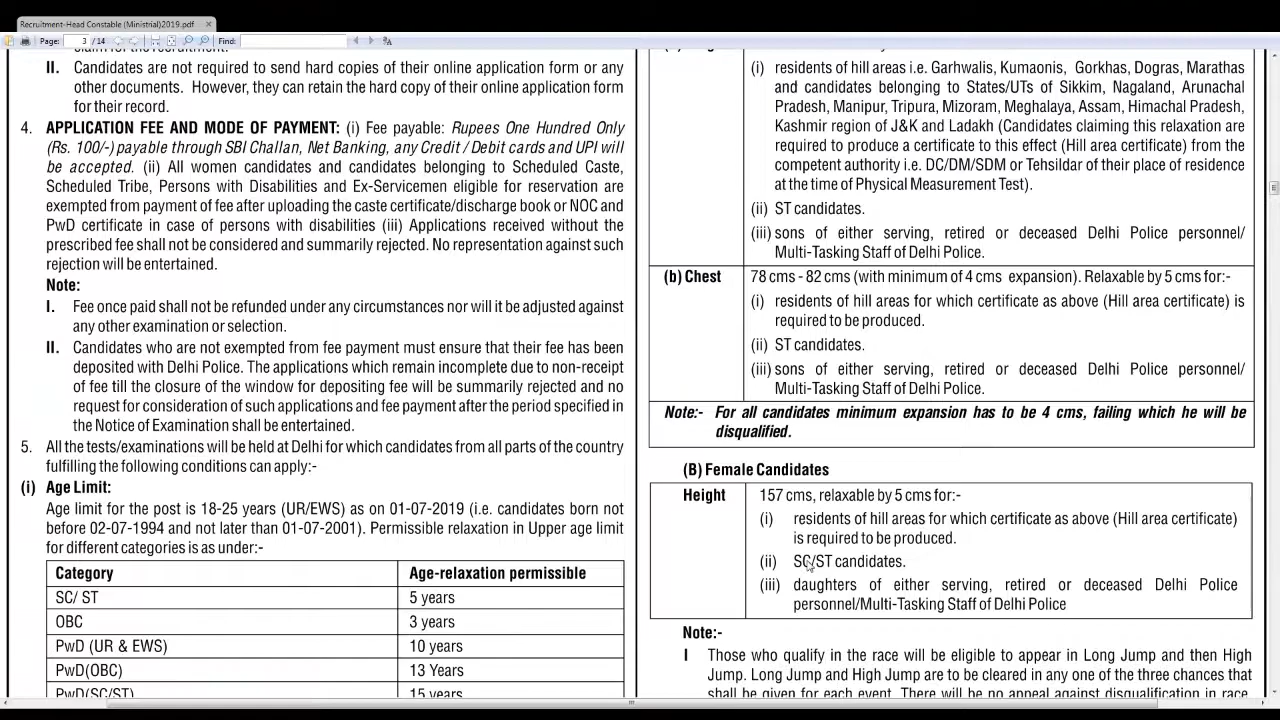 Recruitment-Head Constable (Ministrial)2019.pdf
Page: 3 / 14 Find:
claim for the recruitment.
II. Candidates are not required to send hard copies of their online application form or any
other documents. However, they can retain the hard copy of their online application form
for their record.
4. APPLICATION FEE AND MODE OF PAYMENT: (i) Fee payable: Rupees One Hundred Only
(Rs. 100/-) payable through SBI Challan, Net Banking, any Credit / Debit cards and UPI will
be accepted. (ii) All women candidates and candidates belonging to Scheduled Caste,
Scheduled Tribe, Persons with Disabilities and Ex-Servicemen eligible for reservation are
exempted from payment of fee after uploading the caste certificate/discharge book or NOC and
PwD certificate in case of persons with disabilities (iii) Applications received without the
prescribed fee shall not be considered and summarily rejected. No representation against such
rejection will be entertained.
Note:
I. Fee once paid shall not be refunded under any circumstances nor will it be adjusted against
any other examination or selection.
II. Candidates who are not exempted from fee payment must ensure that their fee has been
deposited with Delhi Police. The applications which remain incomplete due to non-receipt
of fee till the closure of the window for depositing fee will be summarily rejected and no
request for consideration of such applications and fee payment after the period specified in
the Notice of Examination shall be entertained.
5. All the tests/examinations will be held at Delhi for which candidates from all parts of the country
fulfilling the following conditions can apply:-
(i) Age Limit:
Age limit for the post is 18-25 years (UR/EWS) as on 01-07-2019 (i.e. candidates born not
before 02-07-1994 and not later than 01-07-2001). Permissible relaxation in Upper age limit
for different categories is as under:-
Category Age-relaxation permissible
SC/ ST 5 years
OBC 3 years
PwD (UR & EWS) 10 years
PwD(OBC) 13 Years
PwD(SC/ST) 15 years
(i) residents of hill areas i.e. Garhwalis, Kumaonis, Gorkhas, Dogras, Marathas
and candidates belonging to States/UTs of Sikkim, Nagaland, Arunachal
Pradesh, Manipur, Tripura, Mizoram, Meghalaya, Assam, Himachal Pradesh,
Kashmir region of J&K and Ladakh (Candidates claiming this relaxation are
required to produce a certificate to this effect (Hill area certificate) from the
competent authority i.e. DC/DM/SDM or Tehsildar of their place of residence
at the time of Physical Measurement Test).
(ii) ST candidates.
(iii) sons of either serving, retired or deceased Delhi Police personnel/
Multi-Tasking Staff of Delhi Police.
(b) Chest 78 cms - 82 cms (with minimum of 4 cms expansion). Relaxable by 5 cms for:-
(i) residents of hill areas for which certificate as above (Hill area certificate) is
required to be produced.
(ii) ST candidates.
(iii) sons of either serving, retired or deceased Delhi Police personnel/
Multi-Tasking Staff of Delhi Police.
Note:- For all candidates minimum expansion has to be 4 cms, failing which he will be
disqualified.
(B) Female Candidates
Height 157 cms, relaxable by 5 cms for:-
(i) residents of hill areas for which certificate as above (Hill area certificate)
is required to be produced.
(ii) SC/ST candidates.
(iii) daughters of either serving, retired or deceased Delhi Police
personnel/Multi-Tasking Staff of Delhi Police
Note:-
I Those who qualify in the race will be eligible to appear in Long Jump and then High
Jump. Long Jump and High Jump are to be cleared in any one of the three chances that
shall be given for each event. There will be no appeal against disqualification in race,